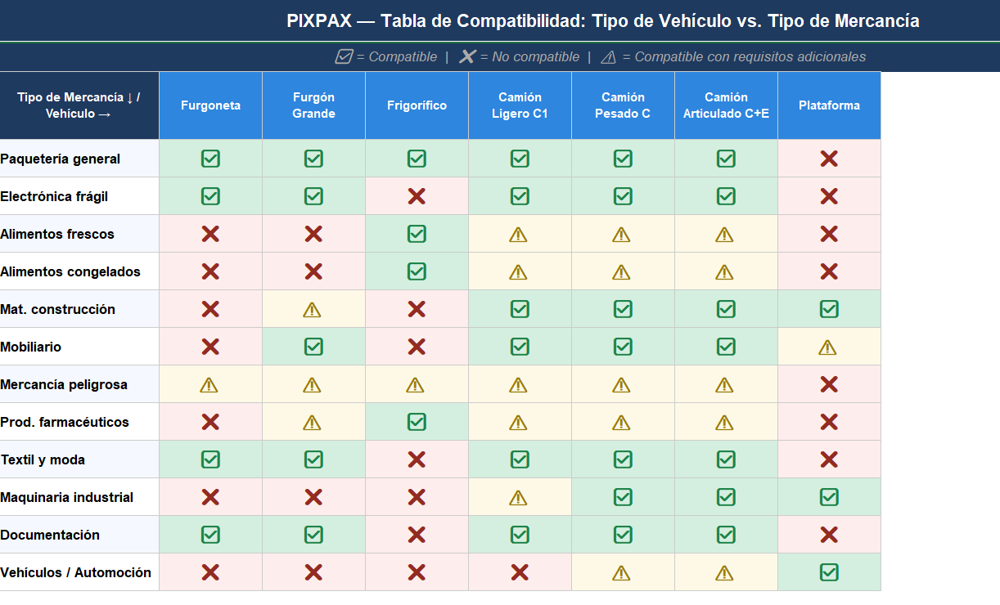 PIXPAX — Tabla de Compatibilidad: Tipo de Vehículo vs. Tipo de Mercancía
☑ = Compatible | ✖ = No compatible | ⚠ = Compatible con requisitos adicionales
Tipo de Mercancía ↓ / Vehículo → Furgoneta Furgón Grande Frigorífico Camión Ligero C1 Camión Pesado C Camión Articulado C+E Plataforma
Paquetería general ☑ ☑ ☑ ☑ ☑ ☑ ✖
Electrónica frágil ☑ ☑ ✖ ☑ ☑ ☑ ✖
Alimentos frescos ✖ ✖ ☑ ⚠ ⚠ ⚠ ✖
Alimentos congelados ✖ ✖ ☑ ⚠ ⚠ ⚠ ✖
Mat. construcción ✖ ⚠ ✖ ☑ ☑ ☑ ☑
Mobiliario ✖ ☑ ✖ ☑ ☑ ☑ ⚠
Mercancía peligrosa ⚠ ⚠ ⚠ ⚠ ⚠ ⚠ ✖
Prod. farmacéuticos ✖ ⚠ ☑ ⚠ ⚠ ⚠ ✖
Textil y moda ☑ ☑ ✖ ☑ ☑ ☑ ✖
Maquinaria industrial ✖ ✖ ✖ ⚠ ☑ ☑ ☑
Documentación ☑ ☑ ✖ ☑ ☑ ☑ ✖
Vehículos / Automoción ✖ ✖ ✖ ✖ ⚠ ⚠ ☑